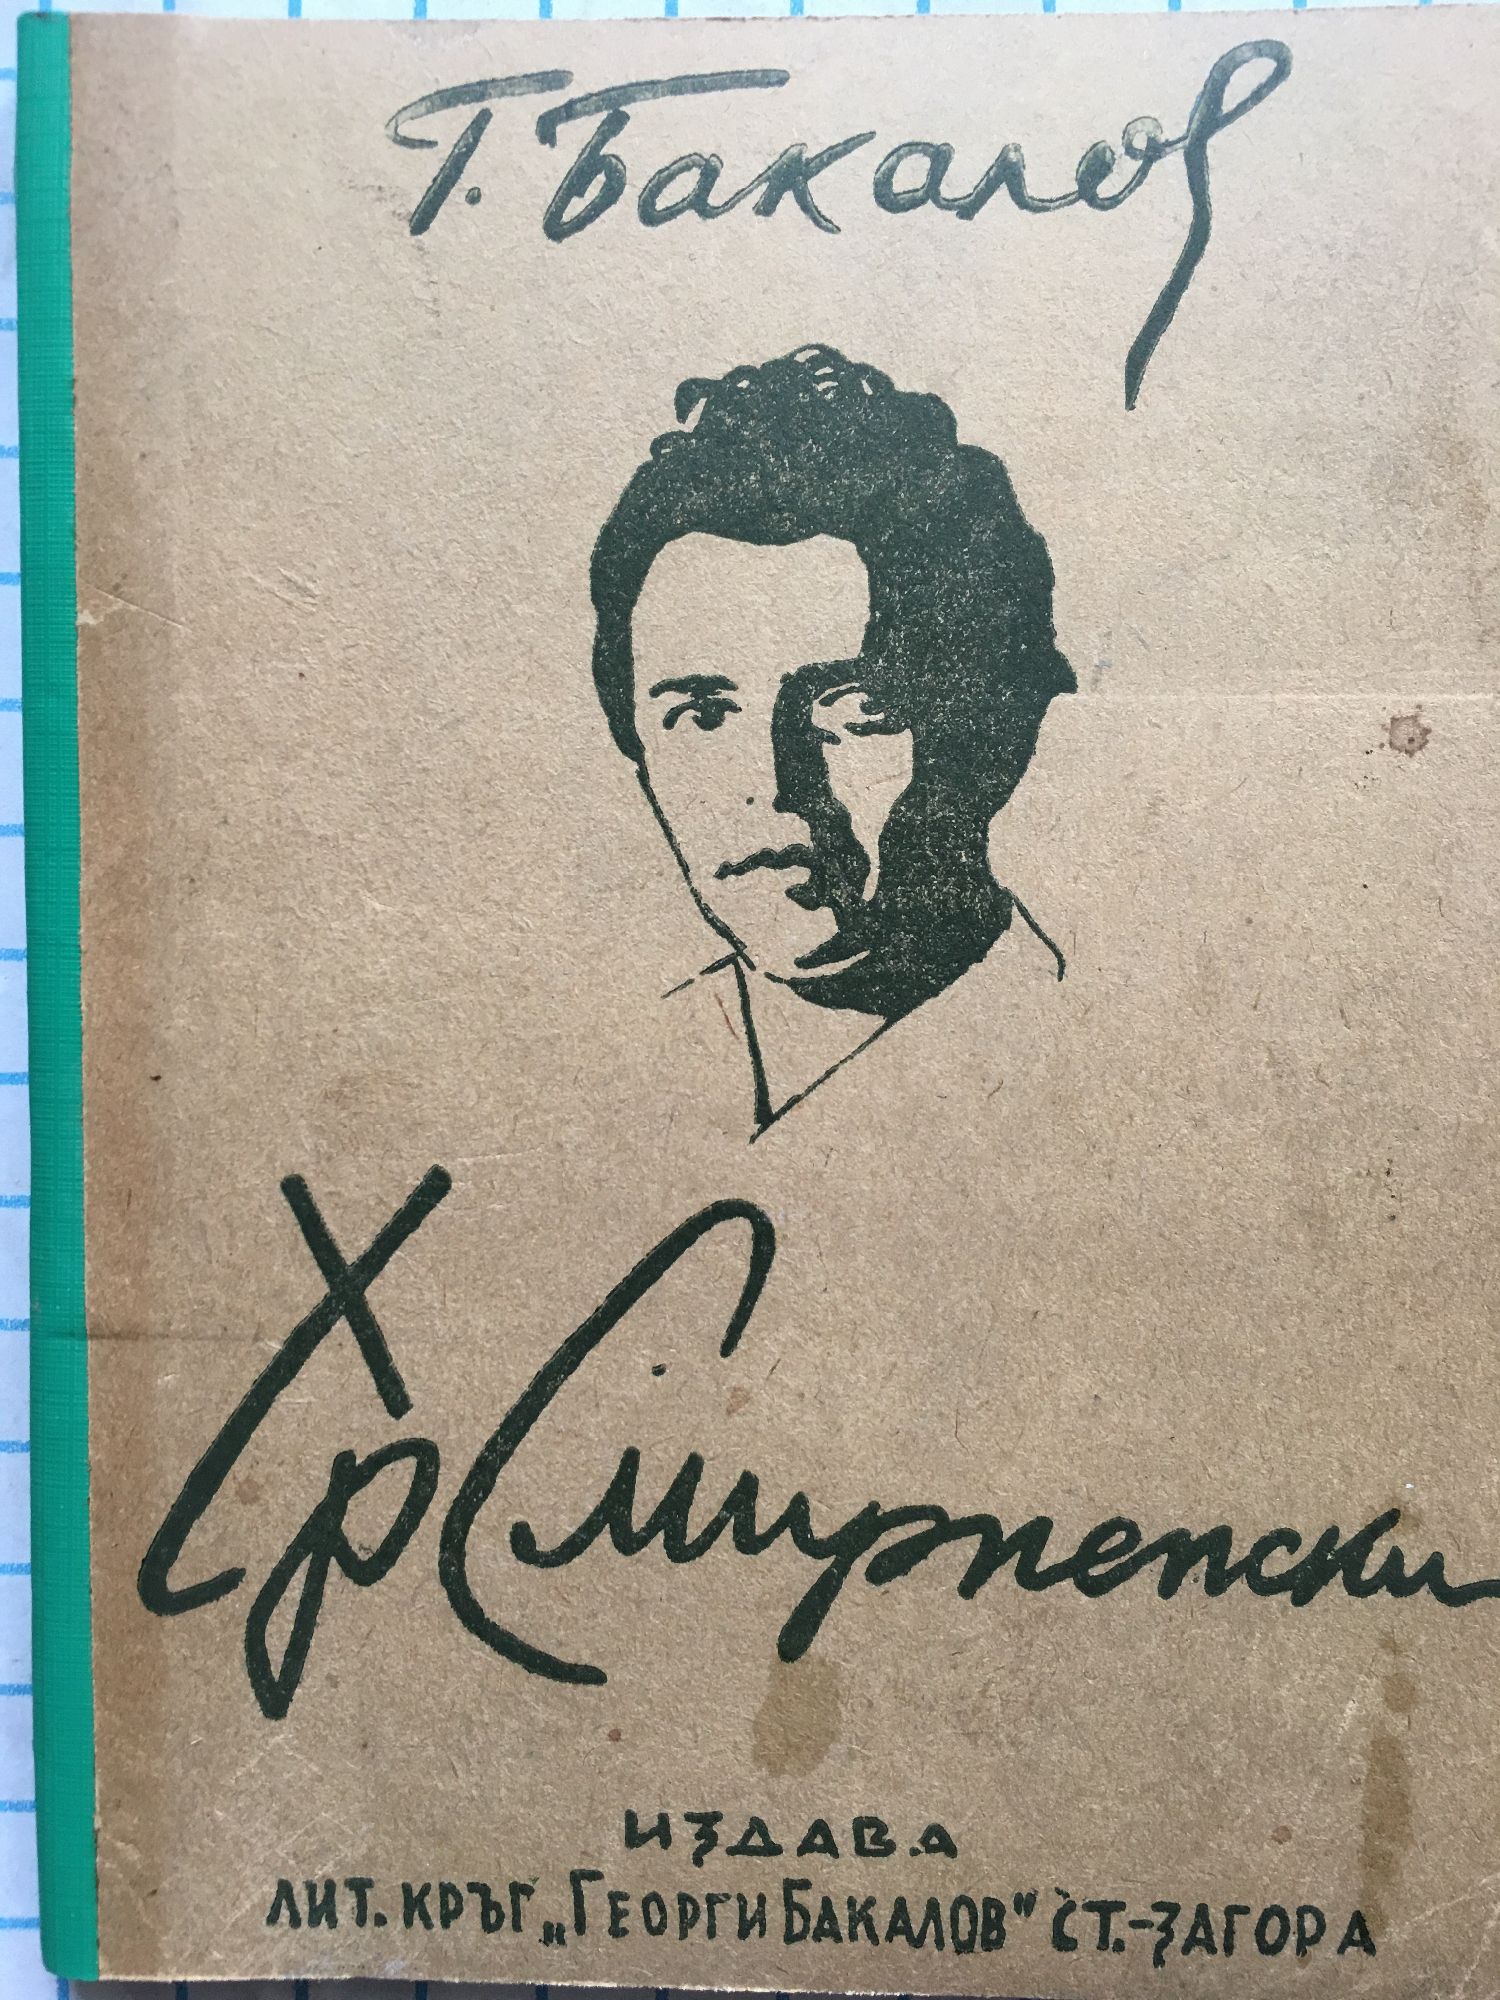 Г. Бакалов
Хр Смирненски
ИЗДАВА
ЛИТ. КРЪГ „ГЕОРГИ БАКАЛОВ" СТ.-ЗАГОРА